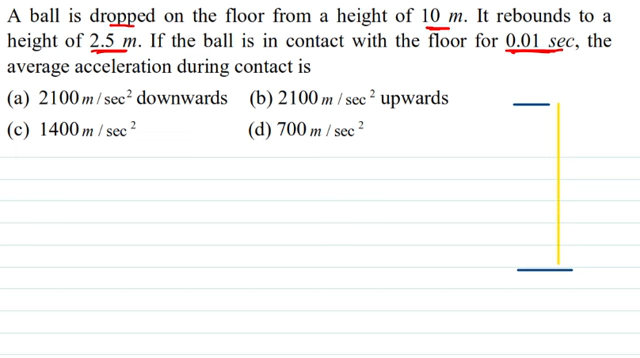 A ball is dropped on the floor from a height of 10 m. It rebounds to a
height of 2.5 m. If the ball is in contact with the floor for 0.01 sec, the
average acceleration during contact is
(a) 2100 m / sec² downwards (b) 2100 m / sec² upwards
(c) 1400 m / sec² (d) 700 m / sec²